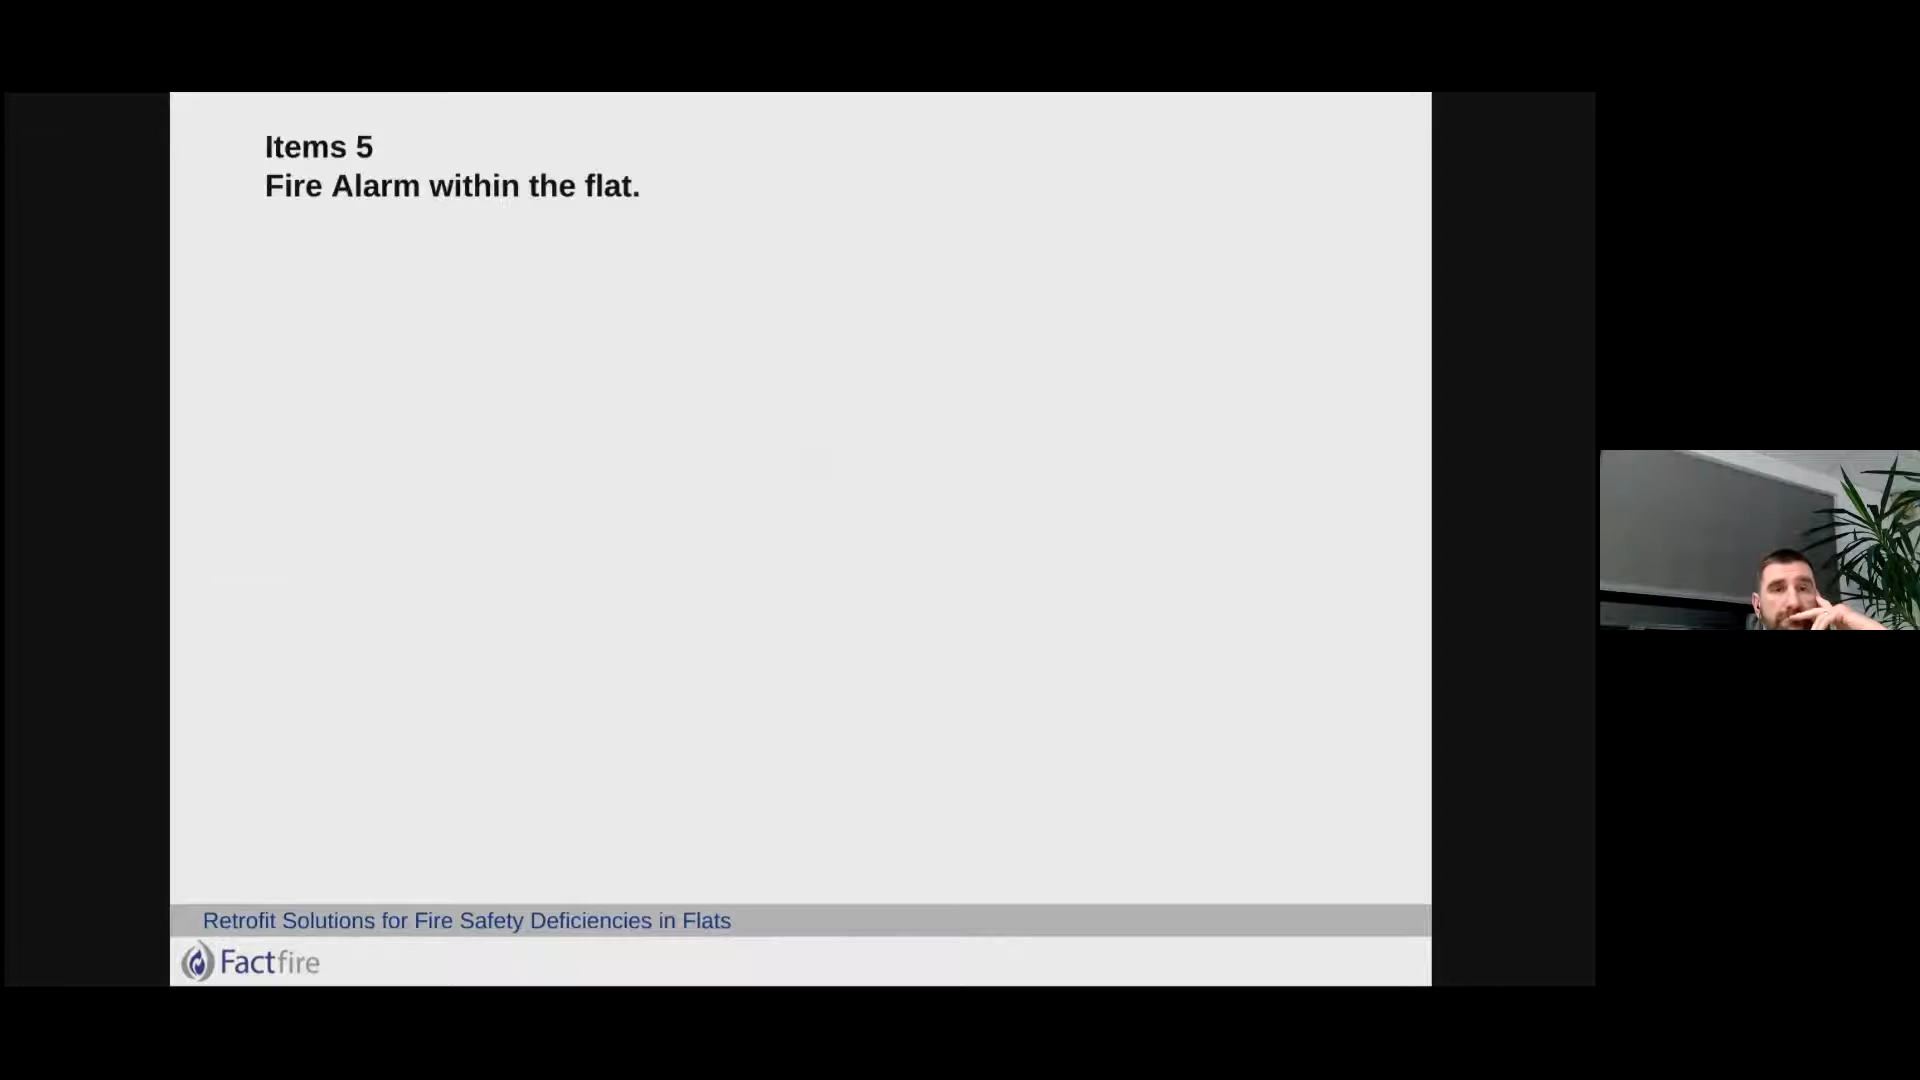 Items 5
Fire Alarm within the flat.
Retrofit Solutions for Fire Safety Deficiencies in Flats
Factfire